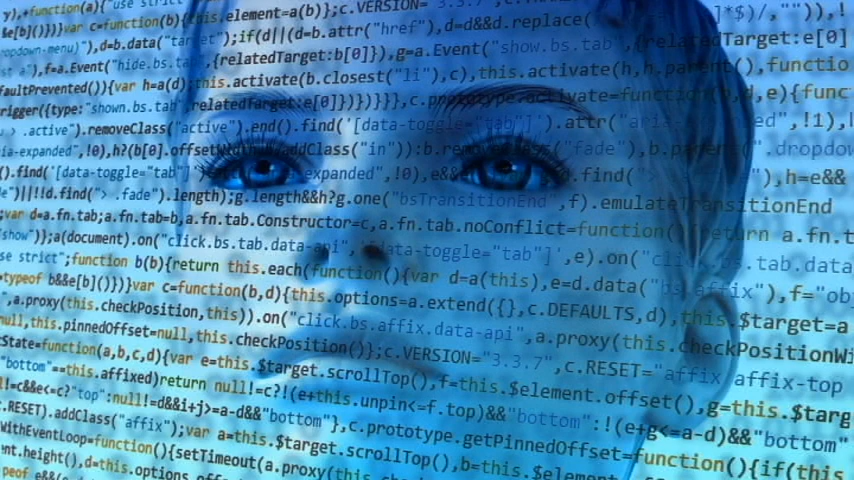 y),+function(a){"use strict
&e[b]()})}var c=function(b){this.element=a(b)};c.VERSION="3.3.7",c. ]*$)/,"")),!
ropdown-menu)"),d=b.data("target");if(d||(d=b.attr("href"),d=d&&d.replace( {relatedTarget:e[0]
st a"),f=a.Event("hide.bs.tab",{relatedTarget:b[0]}),g=a.Event("show.bs.tab",
faultPrevented()){var h=a(d);this.activate(b.closest("li"),c),this.activate(h,h.parent(),functio
rigger({type:"shown.bs.tab",relatedTarget:e[0]})})}}},c.prototype.activate=function(b,d,e){func
> .active").removeClass("active").end().find('[data-toggle="tab"]').attr("aria-expanded",!1),
ia-expanded",!0),h?(b[0].offsetWidth,b.addClass("in")):b.removeClass("fade"),b.parent(".dropdow
).find('[data-toggle="tab"]').attr("aria-expanded",!0),e&&e()} .find("> h=e&&
e")||!!d.find("> .fade").length);g.length&&h?g.one("bsTransitionEnd",f).emulateTransitionEnd
;var d=a.fn.tab;a.fn.tab=b,a.fn.tab.Constructor=c,a.fn.tab.noConflict=function(){return a.fn.t
"show")};a(document).on("click.bs.tab.data-api",'[data-toggle="tab"]',e).on("click.bs.tab.data
se strict";function b(b){return this.each(function(){var d=a(this),e=d.data("bs.affix"),f="ob
typeof b&&e[b]()})}var c=function(b,d){this.options=a.extend({},c.DEFAULTS,d),this.$target=a
",a.proxy(this.checkPosition,this)).on("click.bs.affix.data-api",a.proxy(this.checkPositionWi
null,this.pinnedOffset=null,this.checkPosition()};c.VERSION="3.3.7",c.RESET="affix affix-top
State=function(a,b,c,d){var e=this.$target.scrollTop(),f=this.$element.offset(),g=this.$targ
"bottom"==this.affixed)return null!=c?!(e+this.unpin<=f.top)&&"bottom":!(e+g<=a-d)&&"bottom"
l!=c&&e<=c?"top":null!=d&&i+j>=a-d&&"bottom"},c.prototype.getPinnedOffset=function(){if(this
.RESET).addClass("affix");var a=this.$target.scrollTop(),b=this.$element
WithEventLoop=function(){setTimeout(a.proxy(this
nt.height(),d=this.options.offs
peof